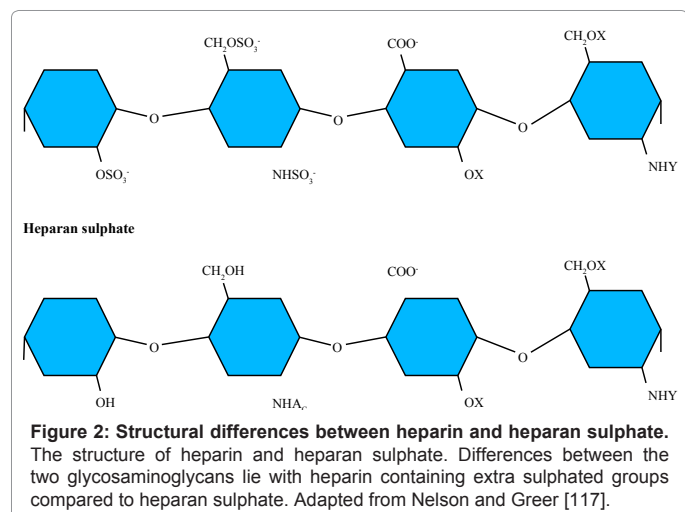 CH₂OSO₃⁻ COO⁻ CH₂OX
O O O
OSO₃⁻ NHSO₃⁻ OX NHY
Heparan sulphate
CH₂OH COO⁻ CH₂OX
O O O
OH NHAC OX NHY
Figure 2: Structural differences between heparin and heparan sulphate.
The structure of heparin and heparan sulphate. Differences between the
two glycosaminoglycans lie with heparin containing extra sulphated groups
compared to heparan sulphate. Adapted from Nelson and Greer [117].